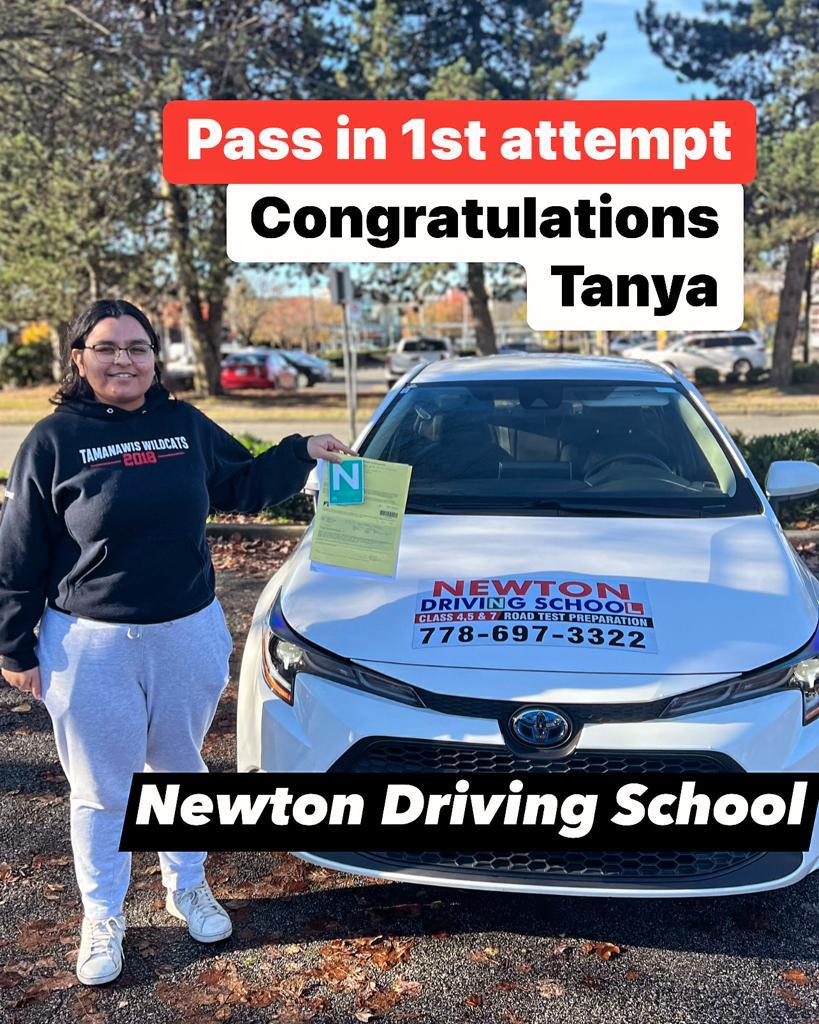 Pass in 1st attempt
Congratulations
Tanya
TAMANAWIS WILDCATS
2018
N
NEWTON
DRIVING SCHOOL
CLASS 4,5 & 7 ROAD TEST PREPARATION
778-697-3322
Newton Driving School